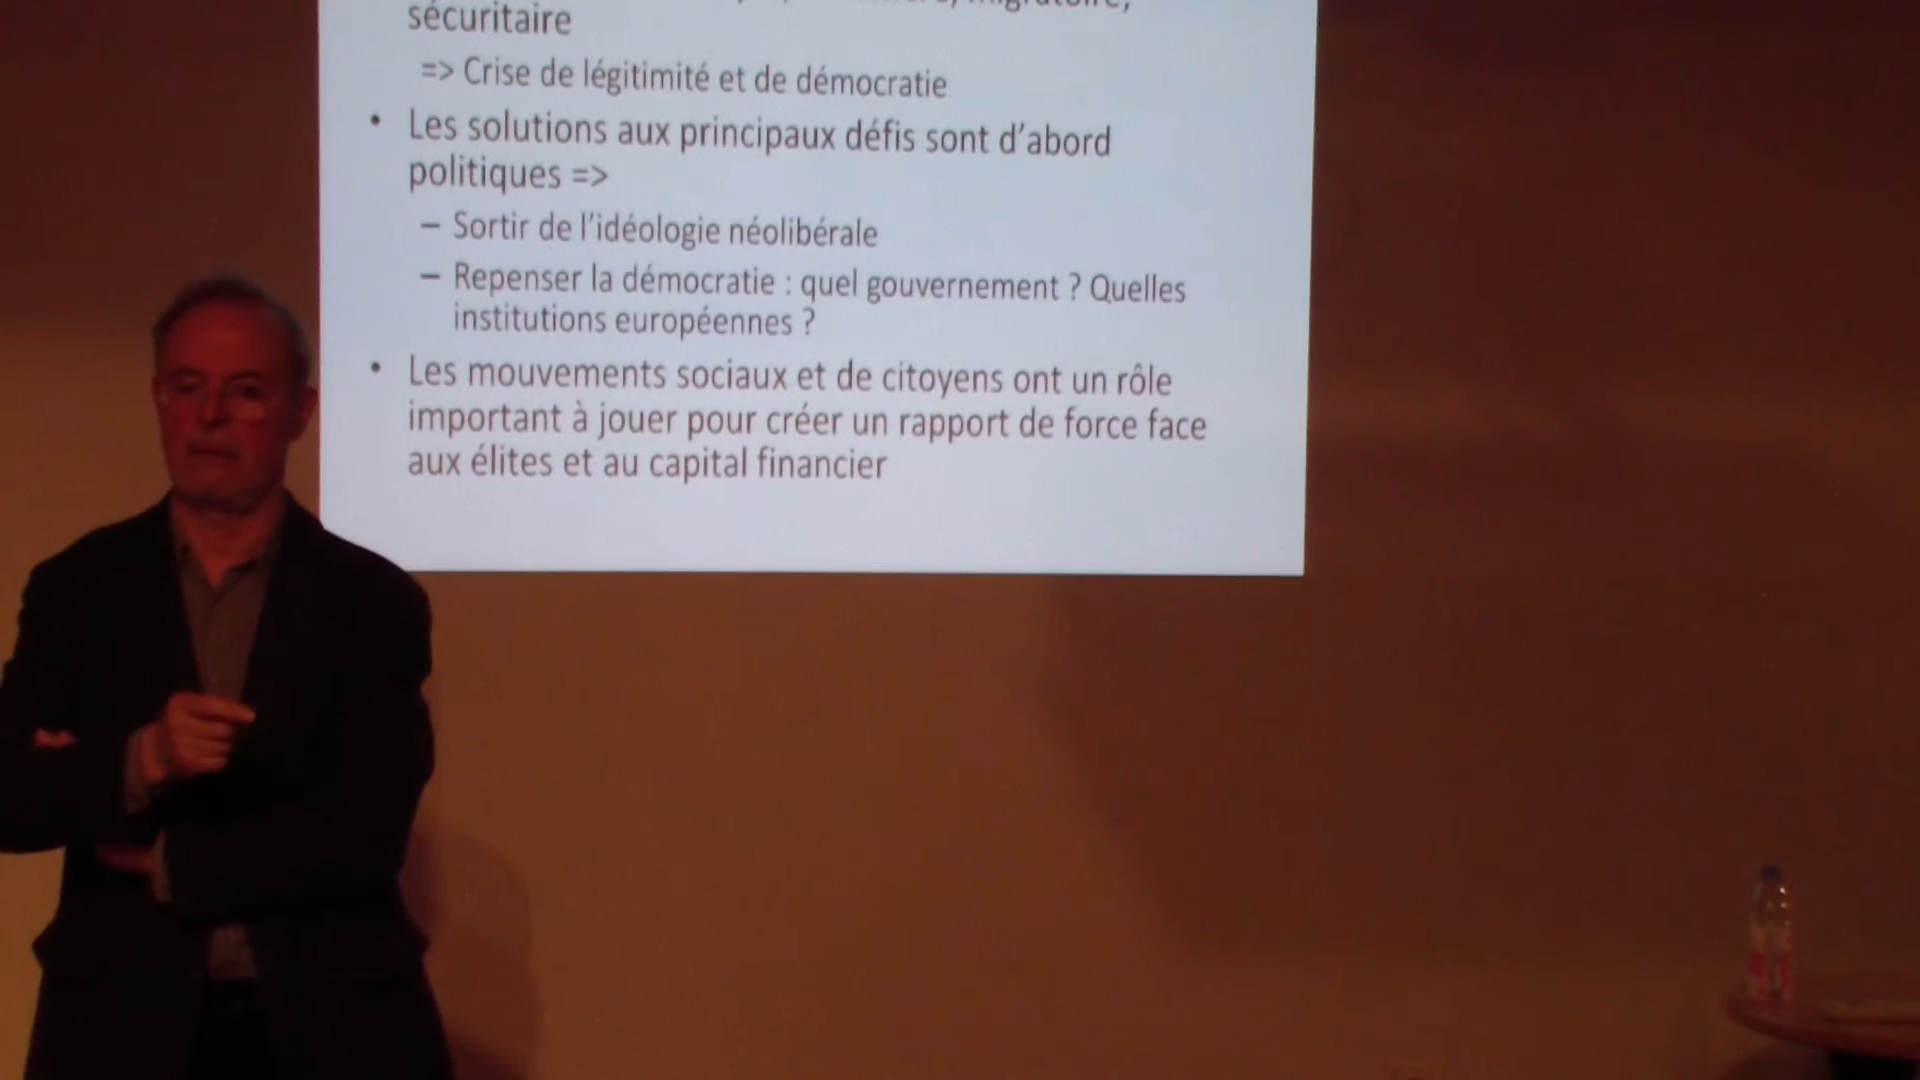 migratoire,
sécuritaire
=> Crise de légitimité et de démocratie
• Les solutions aux principaux défis sont d’abord
politiques =>
– Sortir de l’idéologie néolibérale
– Repenser la démocratie : quel gouvernement ? Quelles
institutions européennes ?
• Les mouvements sociaux et de citoyens ont un rôle
important à jouer pour créer un rapport de force face
aux élites et au capital financier